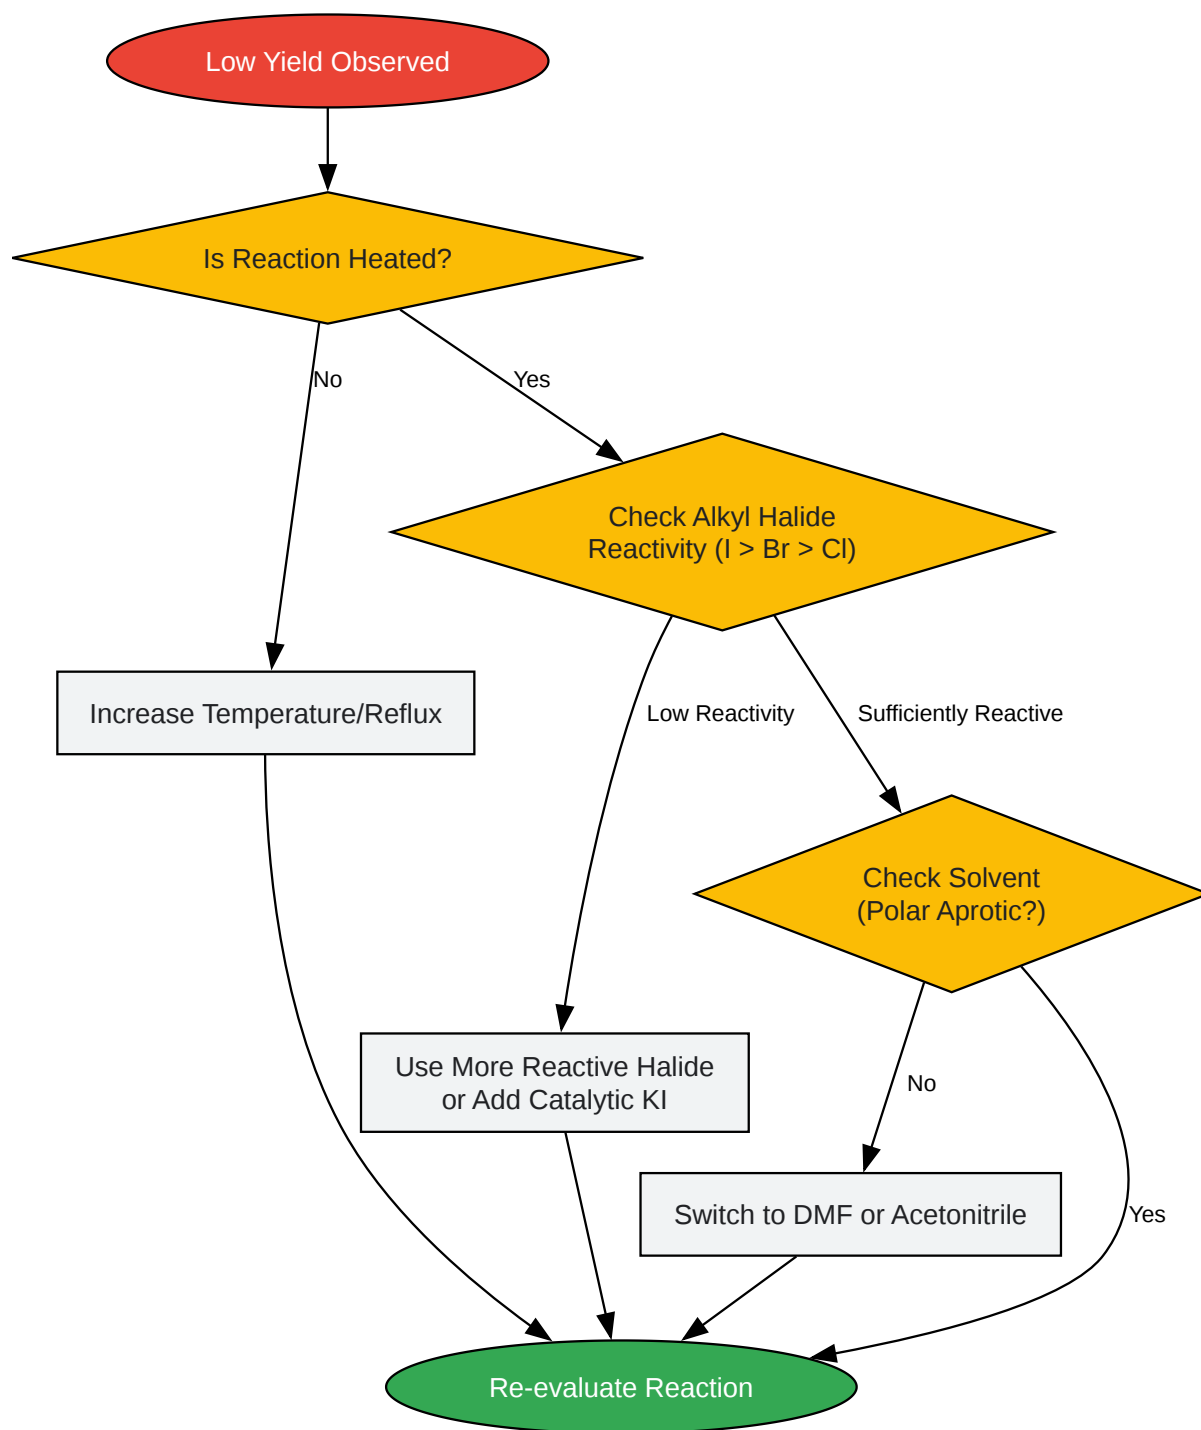 Low Yield Observed
Is Reaction Heated?
No
Yes
Check Alkyl Halide
Reactivity (I > Br > Cl)
Increase Temperature/Reflux
Low Reactivity
Sufficiently Reactive
Check Solvent
(Polar Aprotic?)
Use More Reactive Halide
or Add Catalytic KI
No
Switch to DMF or Acetonitrile
Yes
Re-evaluate Reaction